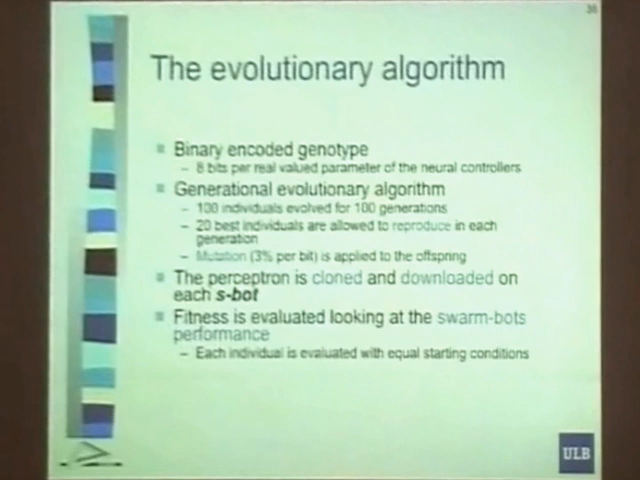 36
The evolutionary algorithm
Binary encoded genotype
– 8 bits per real valued parameter of the neural controllers
Generational evolutionary algorithm
– 100 individuals evolved for 100 generations
– 20 best individuals are allowed to reproduce in each
generation
– Mutation (3% per bit) is applied to the offspring
The perceptron is cloned and downloaded on
each s-bot
Fitness is evaluated looking at the swarm-bots
performance
– Each individual is evaluated with equal starting conditions
ULB